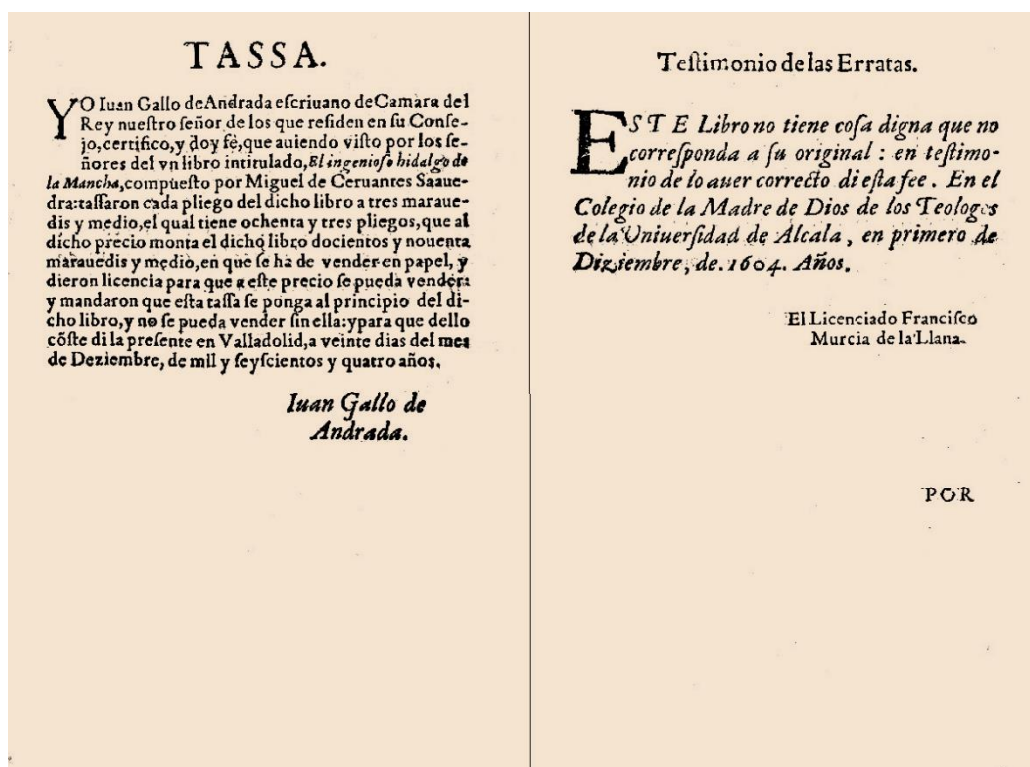 TASSA.
YO Iuan Gallo de Andrada eſcriuano de Camara del
Rey nueſtro ſeñor de los que reſiden en ſu Conſe-
jo, certifico, y doy fè, que auiendo viſto por los ſe-
ñores del vn libro intitulado, El ingenioſo hidalgo de
la Mancha, compueſto por Miguel de Ceruantes Saaue-
dra: taſſaron cada pliego del dicho libro a tres maraue-
dis y medio, el qual tiene ochenta y tres pliegos, que al
dicho precio monta el dicho libro docientos y nouenta
marauedis y medio, en que ſe ha de vender en papel, y
dieron licencia para que a eſte precio ſe pueda vender:
y mandaron que eſta taſſa ſe ponga al principio del di-
cho libro, y no ſe pueda vender ſin ella: y para que dello
cõſte di la preſente en Valladolid, a veinte dias del mes
de Deziembre, de mil y ſeyſcientos y quatro años.
Iuan Gallo de
Andrada.
Teſtimonio de las Erratas.
ESTE Libro no tiene coſa digna que no
correſponda a ſu original: en teſtimo-
nio de lo auer correcto di eſta fee. En el
Colegio de la Madre de Dios de los Teologos
de la Vniuerſidad de Alcala, en primero de
Diziembre, de. 1604. Años.
El Licenciado Franciſco
Murcia de la Llana.
POR